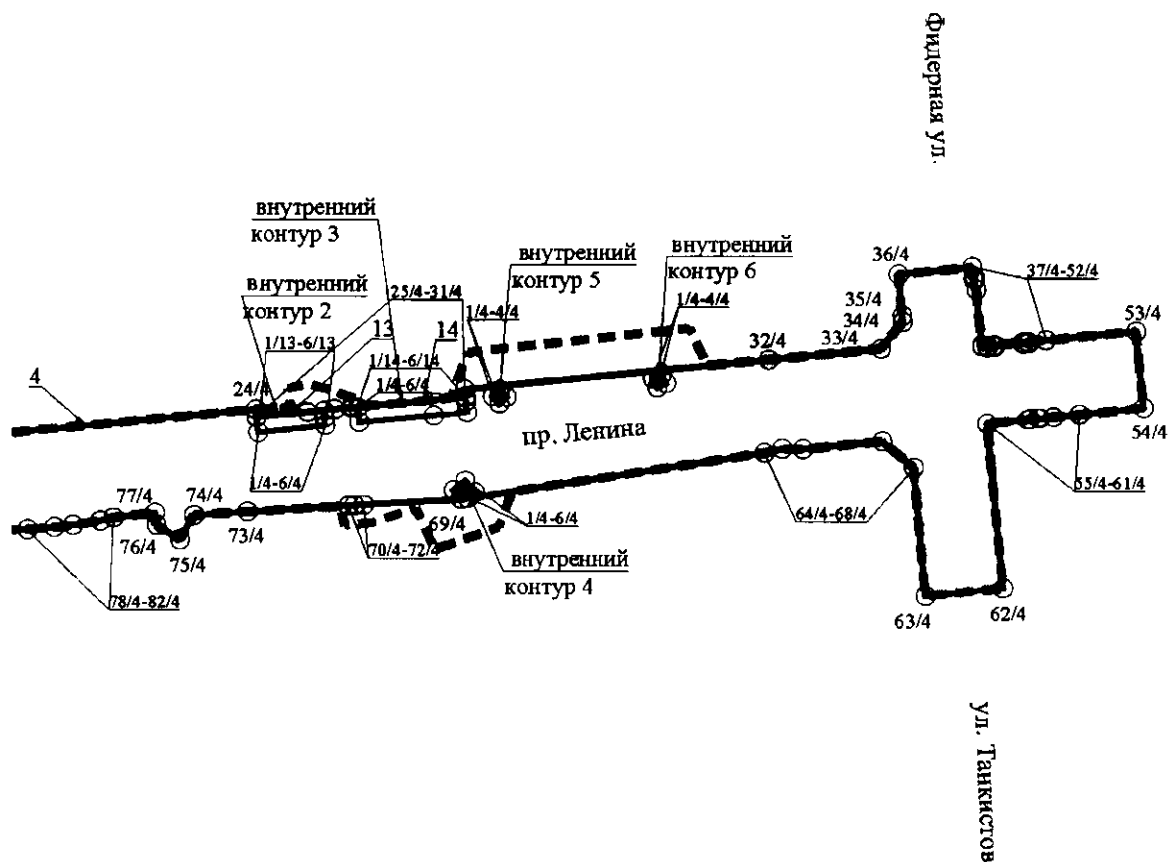 Фидерная ул.
внутренний
контур 3
внутренний
контур 5
внутренний
контур 6
36/4
37/4-52/4
внутренний
контур 2
25/4-31/4
1/4-4/4
1/4-4/4
35/4
34/4
53/4
1/13-6/13
13
14
32/4
33/4
1/14-6/14
4
24/4
1/4-6/4
54/4
пр. Ленина
1/4-6/4
55/4-61/4
77/4
74/4
76/4
73/4
69/4
1/4-6/4
64/4-68/4
75/4
70/4-72/4
внутренний
контур 4
78/4-82/4
63/4
62/4
ул. Танкистов